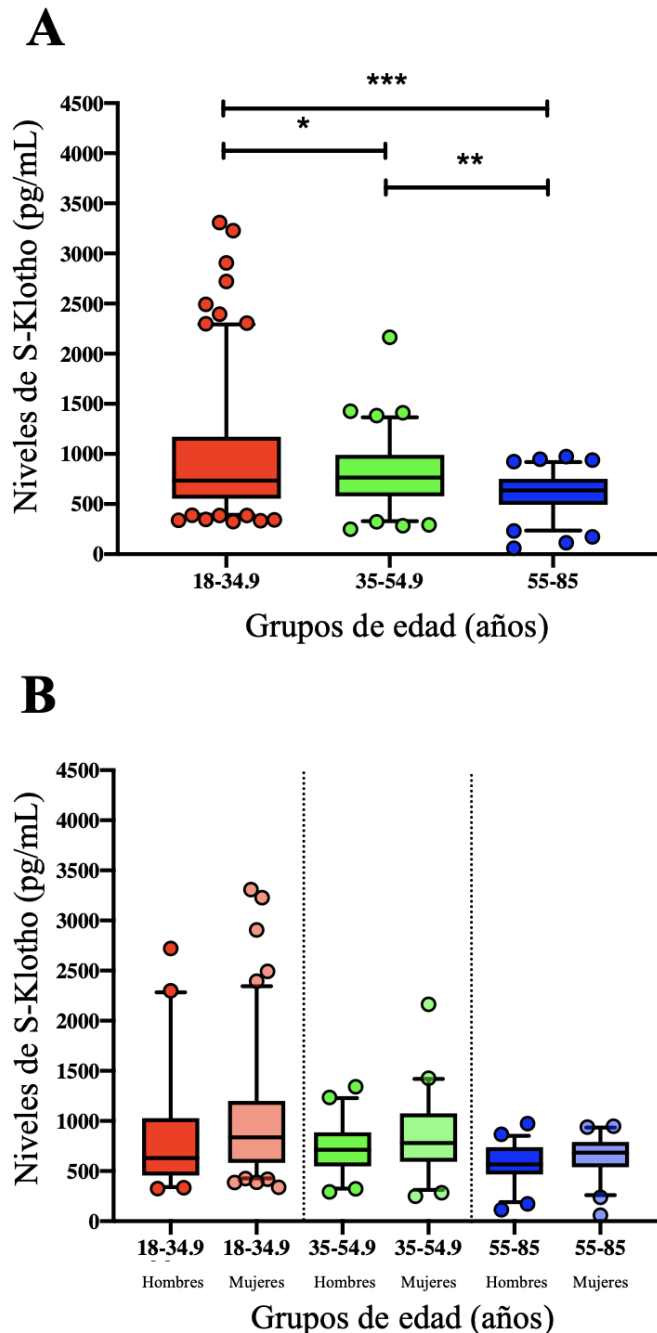 A
***
*
**
4500
4000
3500
3000
2500
2000
1500
1000
500
0
Niveles de S-Klotho (pg/mL)
18-34.9 35-54.9 55-85
Grupos de edad (años)
B
4500
4000
3500
3000
2500
2000
1500
1000
500
0
Niveles de S-Klotho (pg/mL)
18-34.9 18-34.9 35-54.9 35-54.9 55-85 55-85
Hombres Mujeres Hombres Mujeres Hombres Mujeres
Grupos de edad (años)